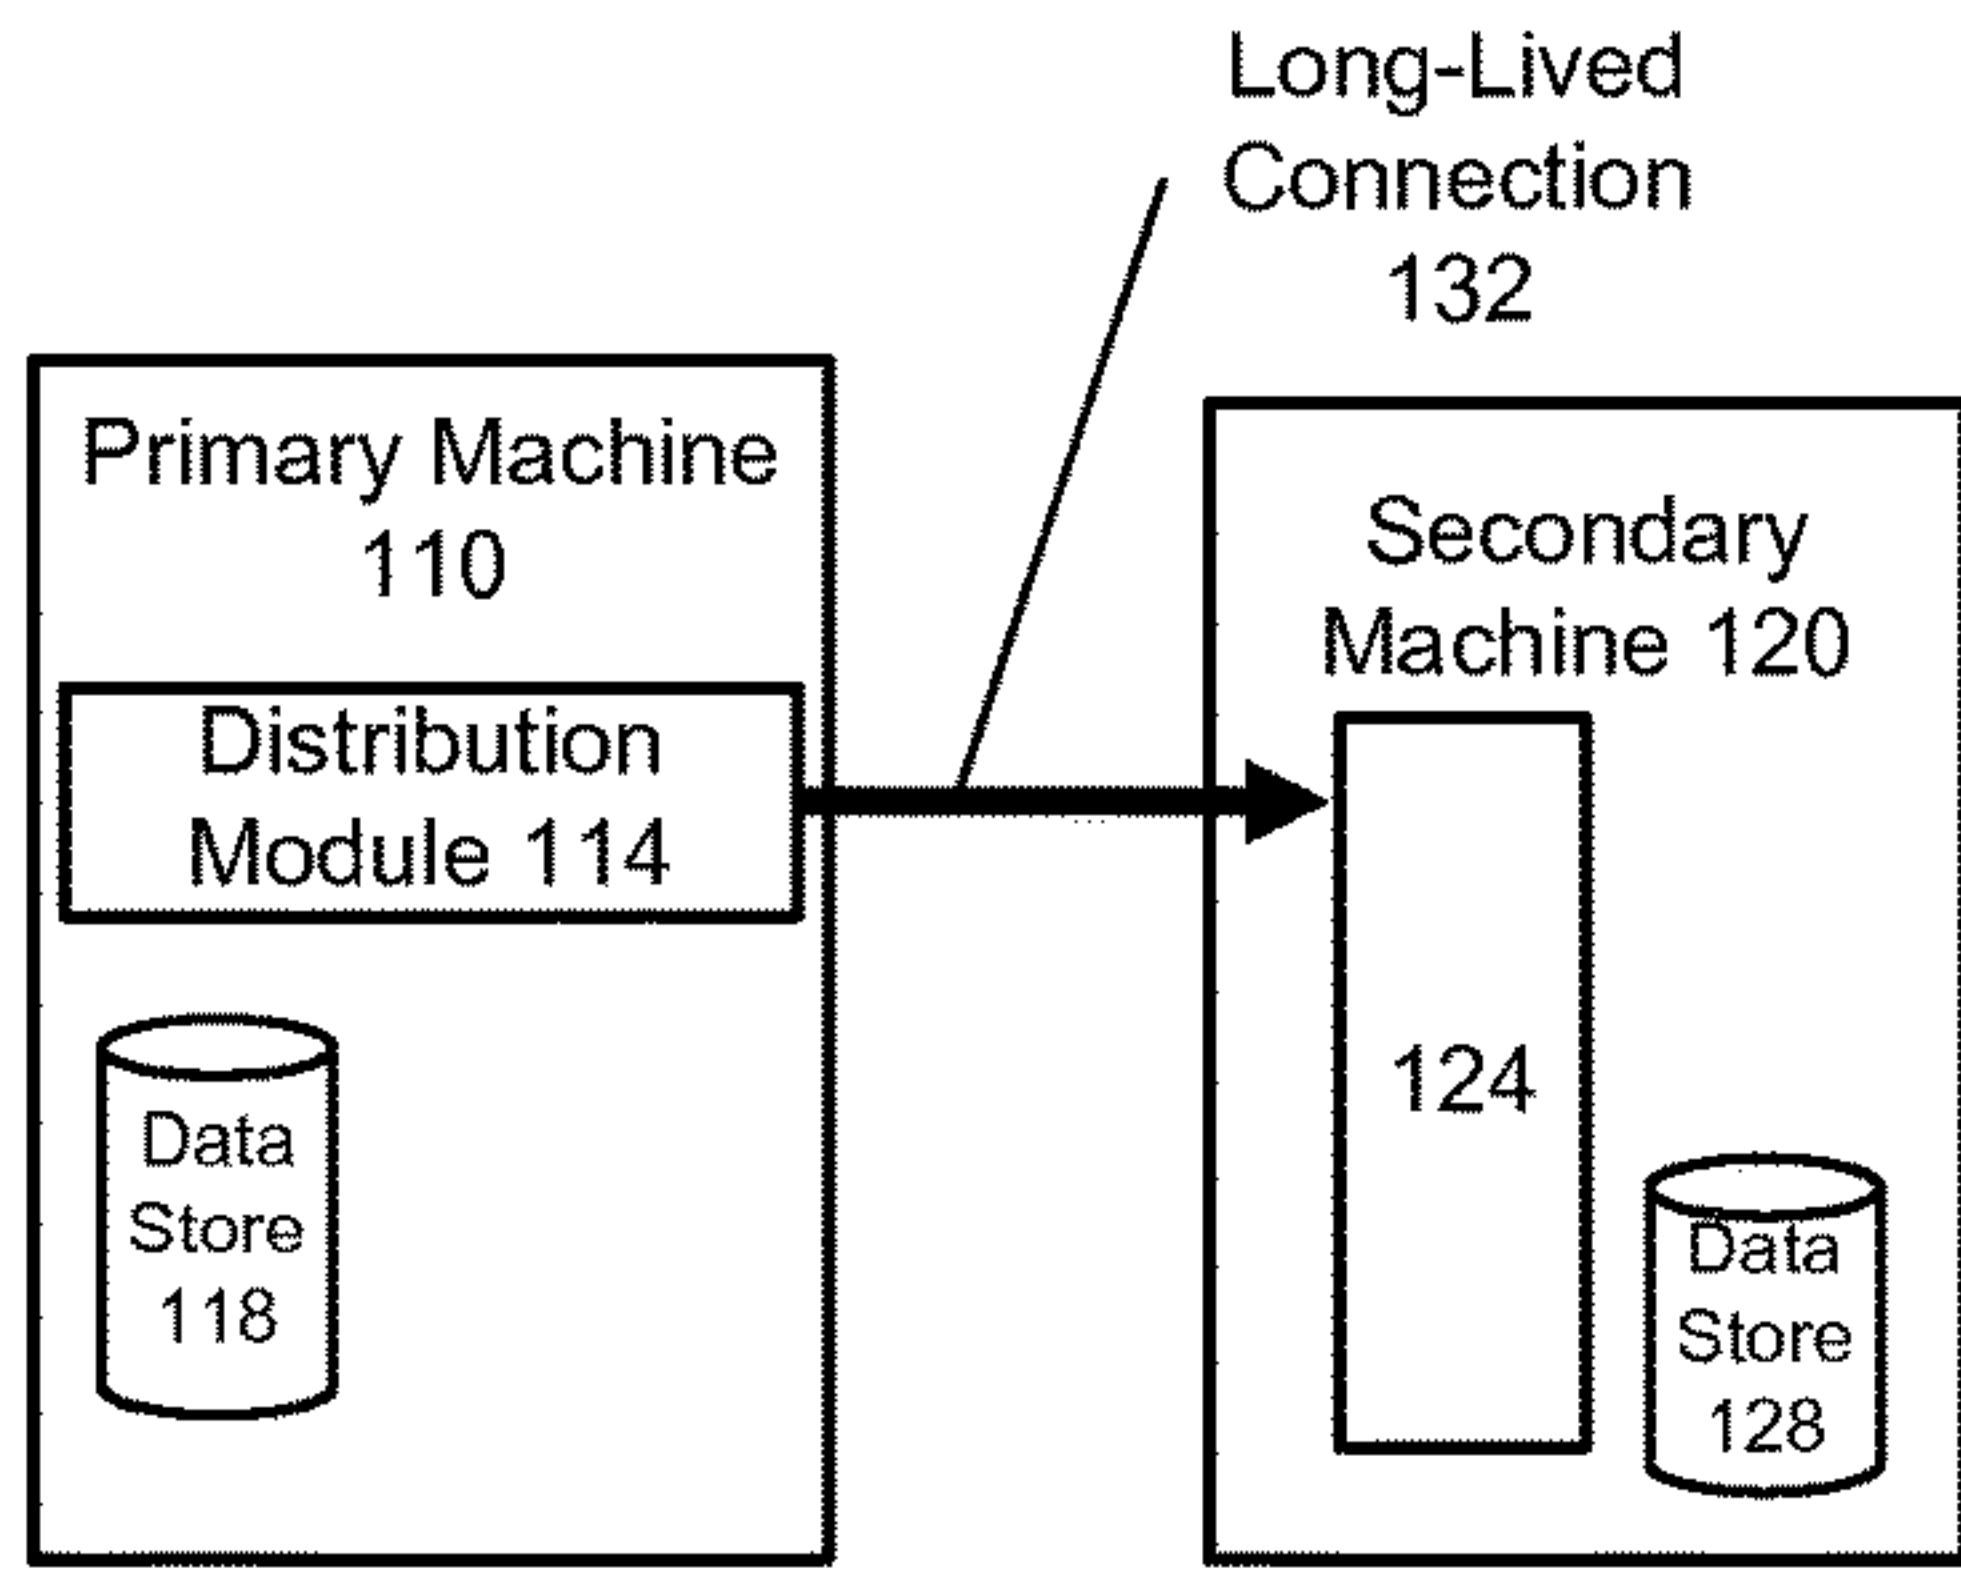 Long-Lived
Connection
132
Primary Machine
110
Distribution
Module 114
Data
Store
118
Secondary
Machine 120
124
Data
Store
128